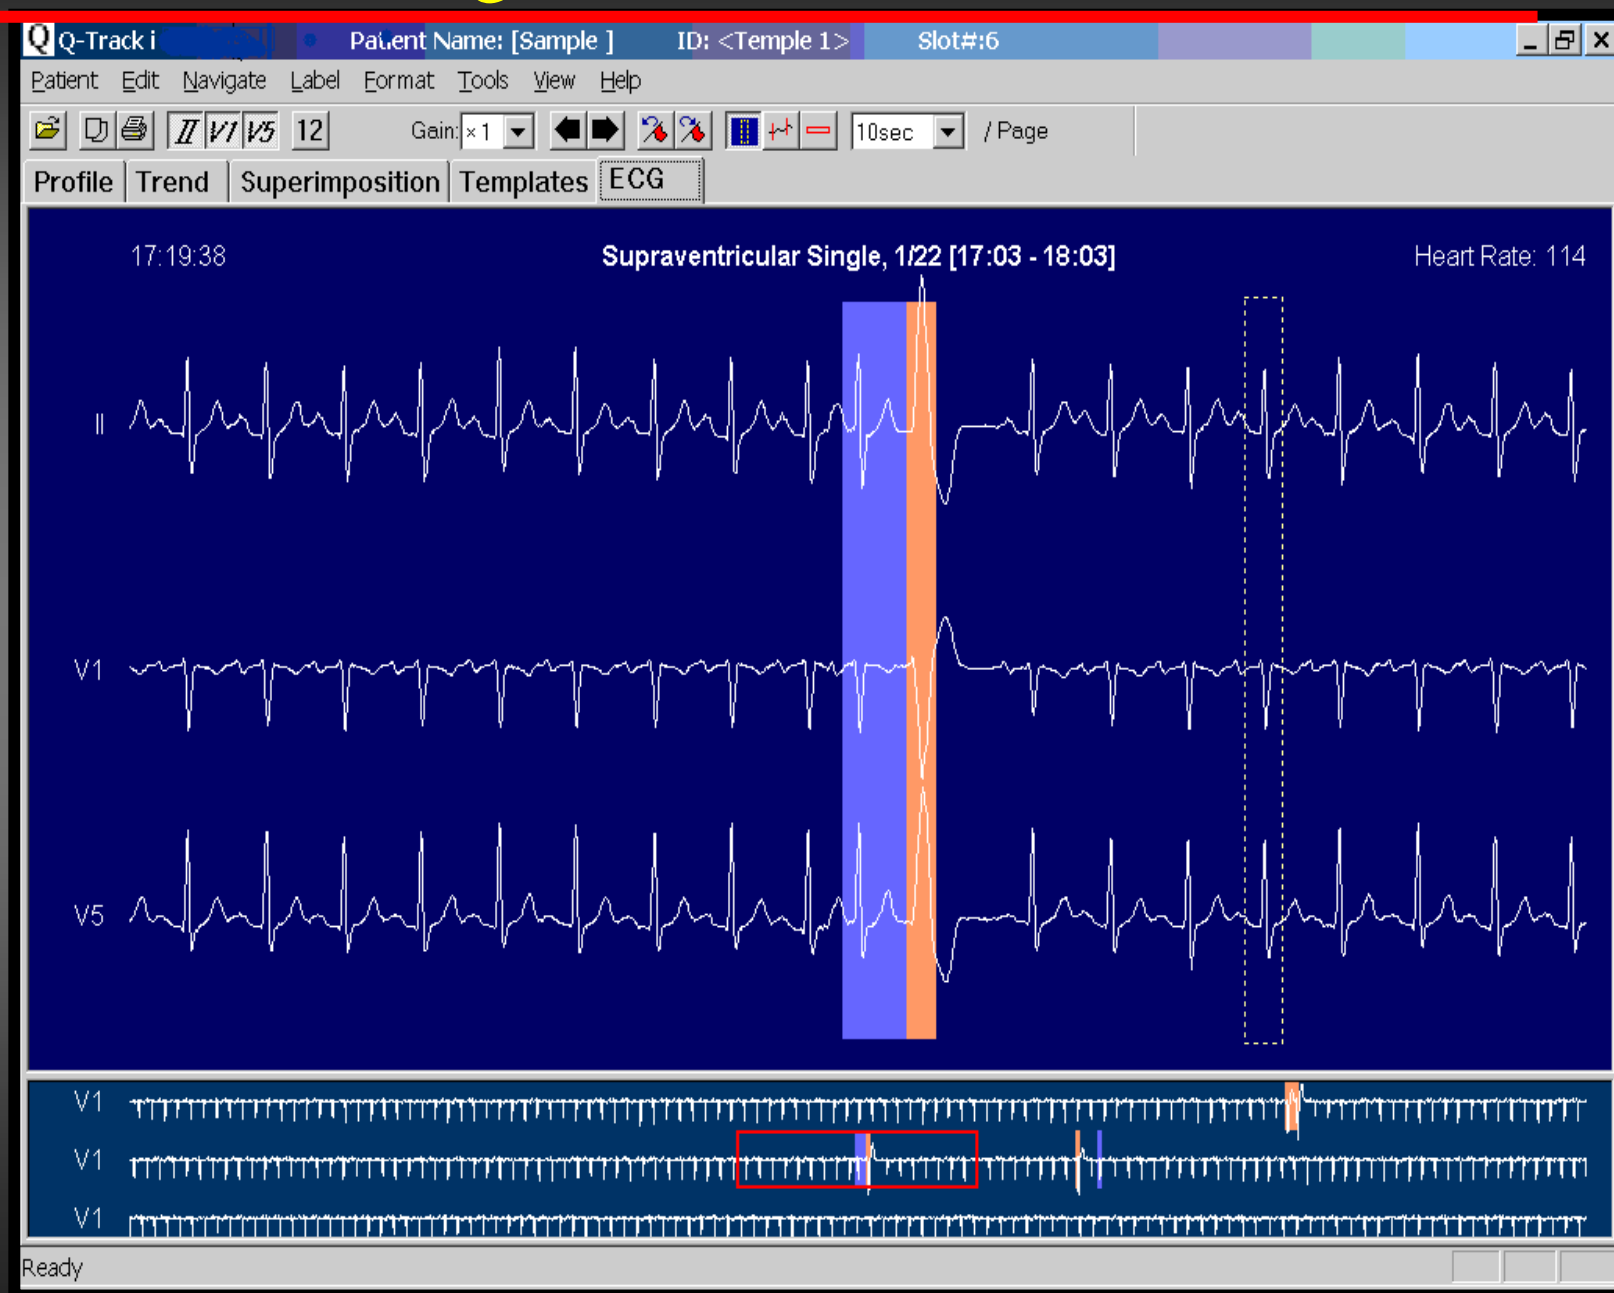 Q Q-Track i Patient Name: [Sample ] ID: <Temple 1> Slot#:6
Patient Edit Navigate Label Format Tools View Help
II V1 V5 12 Gain: ×1 10sec / Page
Profile Trend Superimposition Templates ECG
17:19:38 Supraventricular Single, 1/22 [17:03 - 18:03] Heart Rate: 114
II
V1
V5
V1
V1
V1
Ready